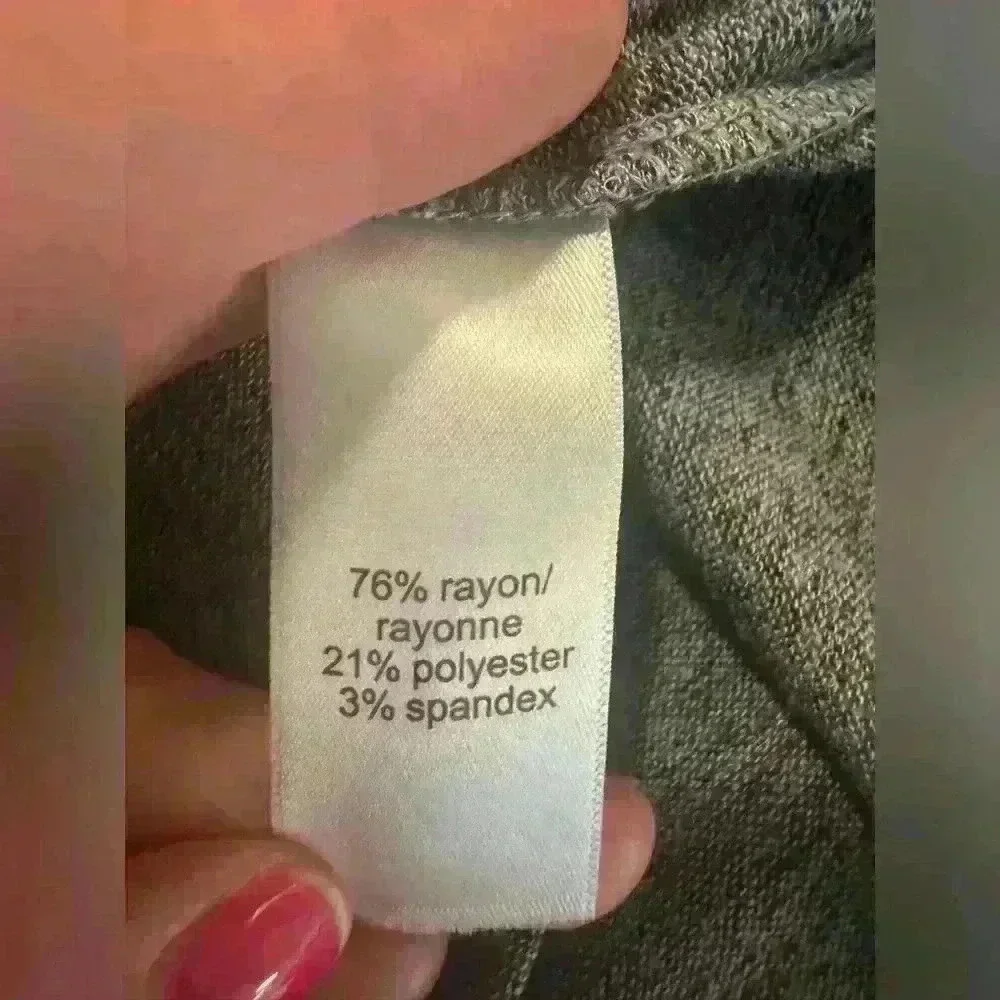 76% rayon/
rayonne
21% polyester
3% spandex